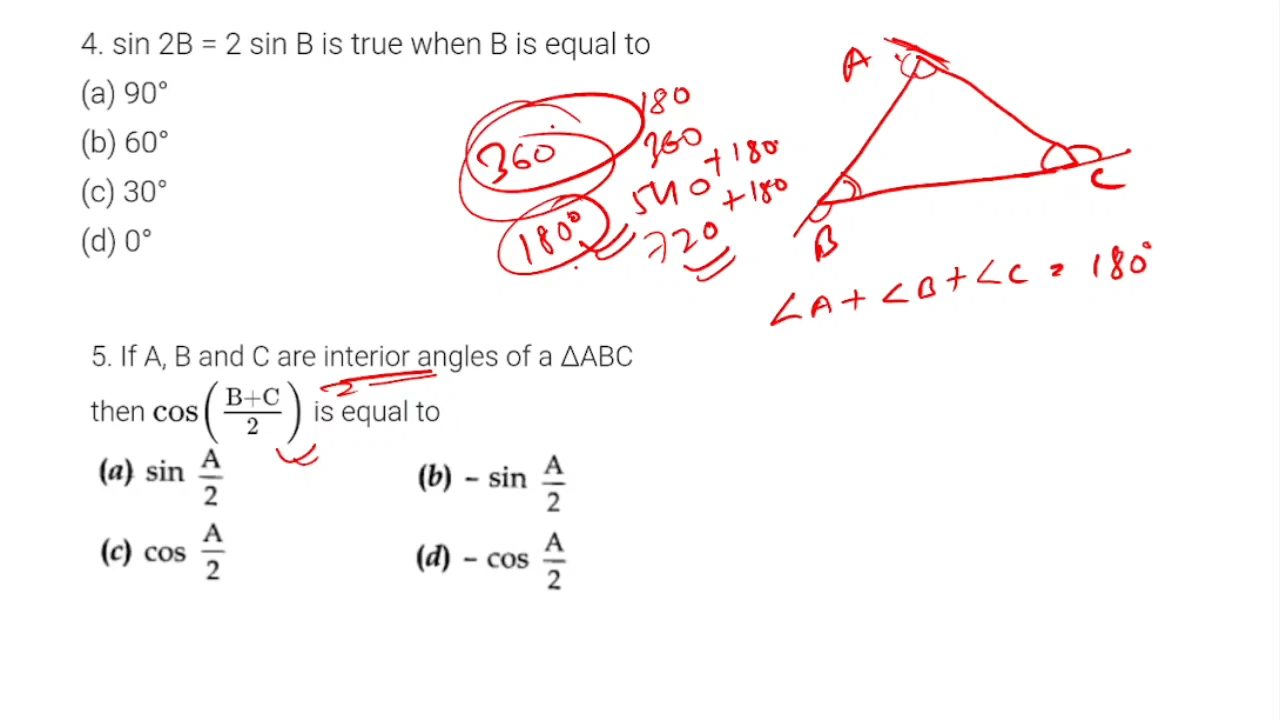 4. sin 2B = 2 sin B is true when B is equal to
(a) 90°
(b) 60°
(c) 30°
(d) 0°
360°
180°
180
360
540 +180
720 +180
A
B
C
∠A + ∠B + ∠C = 180°
5. If A, B and C are interior angles of a ΔABC
then cos((B+C)/2) is equal to
(a) sin A/2 (b) - sin A/2
(c) cos A/2 (d) - cos A/2